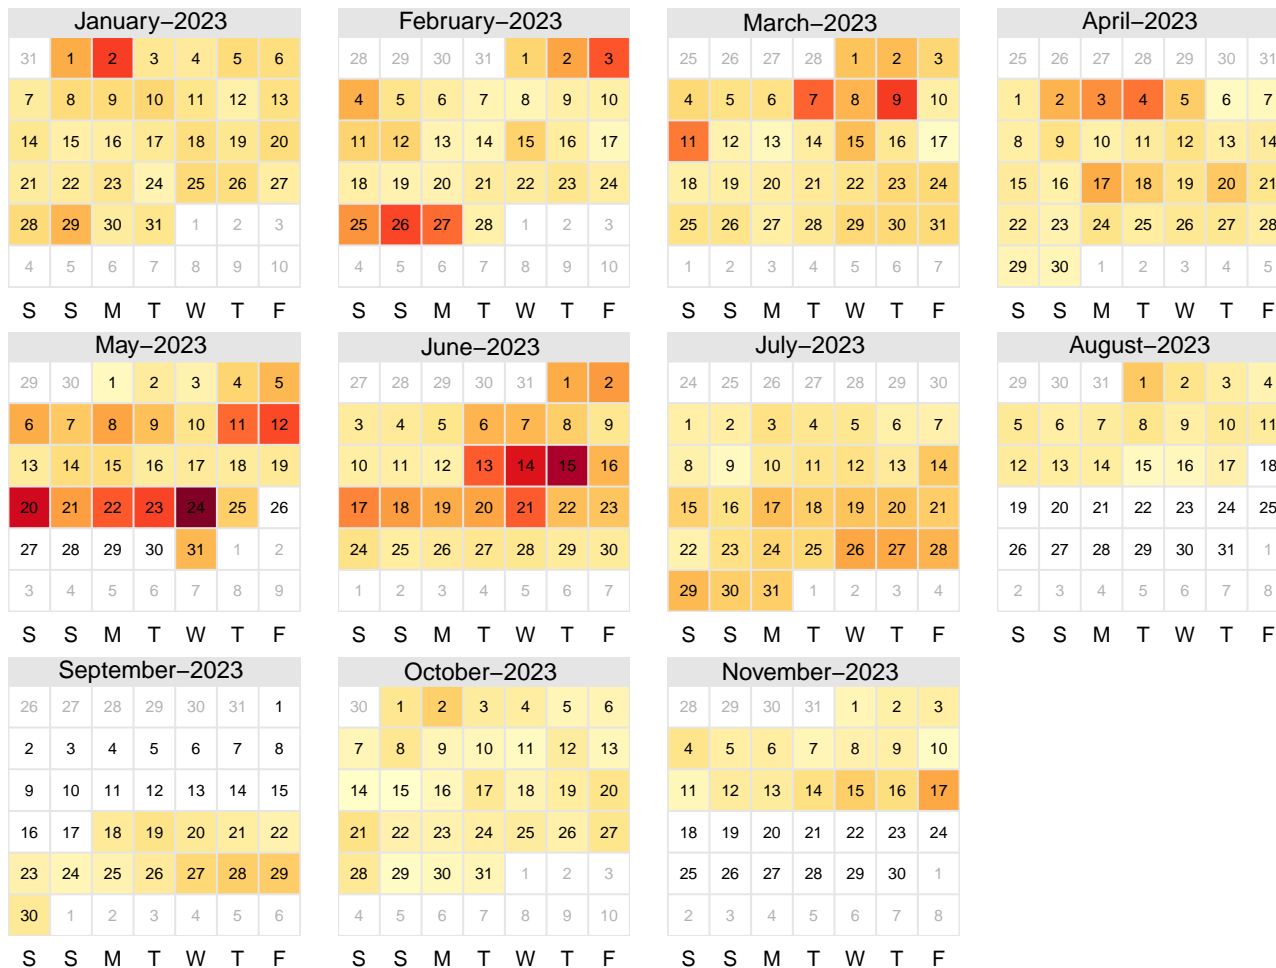 January−2023 February−2023 March−2023 April−2023
31 1 2 3 4 5 6 28 29 30 31 1 2 3 25 26 27 28 1 2 3 25 26 27 28 29 30 31
7 8 9 10 11 12 13 4 5 6 7 8 9 10 4 5 6 7 8 9 10 1 2 3 4 5 6 7
14 15 16 17 18 19 20 11 12 13 14 15 16 17 11 12 13 14 15 16 17 8 9 10 11 12 13 14
21 22 23 24 25 26 27 18 19 20 21 22 23 24 18 19 20 21 22 23 24 15 16 17 18 19 20 21
28 29 30 31 1 2 3 25 26 27 28 1 2 3 25 26 27 28 29 30 31 22 23 24 25 26 27 28
4 5 6 7 8 9 10 4 5 6 7 8 9 10 1 2 3 4 5 6 7 29 30 1 2 3 4 5
S S M T W T F S S M T W T F S S M T W T F S S M T W T F
May−2023 June−2023 July−2023 August−2023
29 30 1 2 3 4 5 27 28 29 30 31 1 2 24 25 26 27 28 29 30 29 30 31 1 2 3 4
6 7 8 9 10 11 12 3 4 5 6 7 8 9 1 2 3 4 5 6 7 5 6 7 8 9 10 11
13 14 15 16 17 18 19 10 11 12 13 14 15 16 8 9 10 11 12 13 14 12 13 14 15 16 17 18
20 21 22 23 24 25 26 17 18 19 20 21 22 23 15 16 17 18 19 20 21 19 20 21 22 23 24 25
27 28 29 30 31 1 2 24 25 26 27 28 29 30 22 23 24 25 26 27 28 26 27 28 29 30 31 1
3 4 5 6 7 8 9 1 2 3 4 5 6 7 29 30 31 1 2 3 4 2 3 4 5 6 7 8
S S M T W T F S S M T W T F S S M T W T F S S M T W T F
September−2023 October−2023 November−2023
26 27 28 29 30 31 1 30 1 2 3 4 5 6 28 29 30 31 1 2 3
2 3 4 5 6 7 8 7 8 9 10 11 12 13 4 5 6 7 8 9 10
9 10 11 12 13 14 15 14 15 16 17 18 19 20 11 12 13 14 15 16 17
16 17 18 19 20 21 22 21 22 23 24 25 26 27 18 19 20 21 22 23 24
23 24 25 26 27 28 29 28 29 30 31 1 2 3 25 26 27 28 29 30 1
30 1 2 3 4 5 6 4 5 6 7 8 9 10 2 3 4 5 6 7 8
S S M T W T F S S M T W T F S S M T W T F